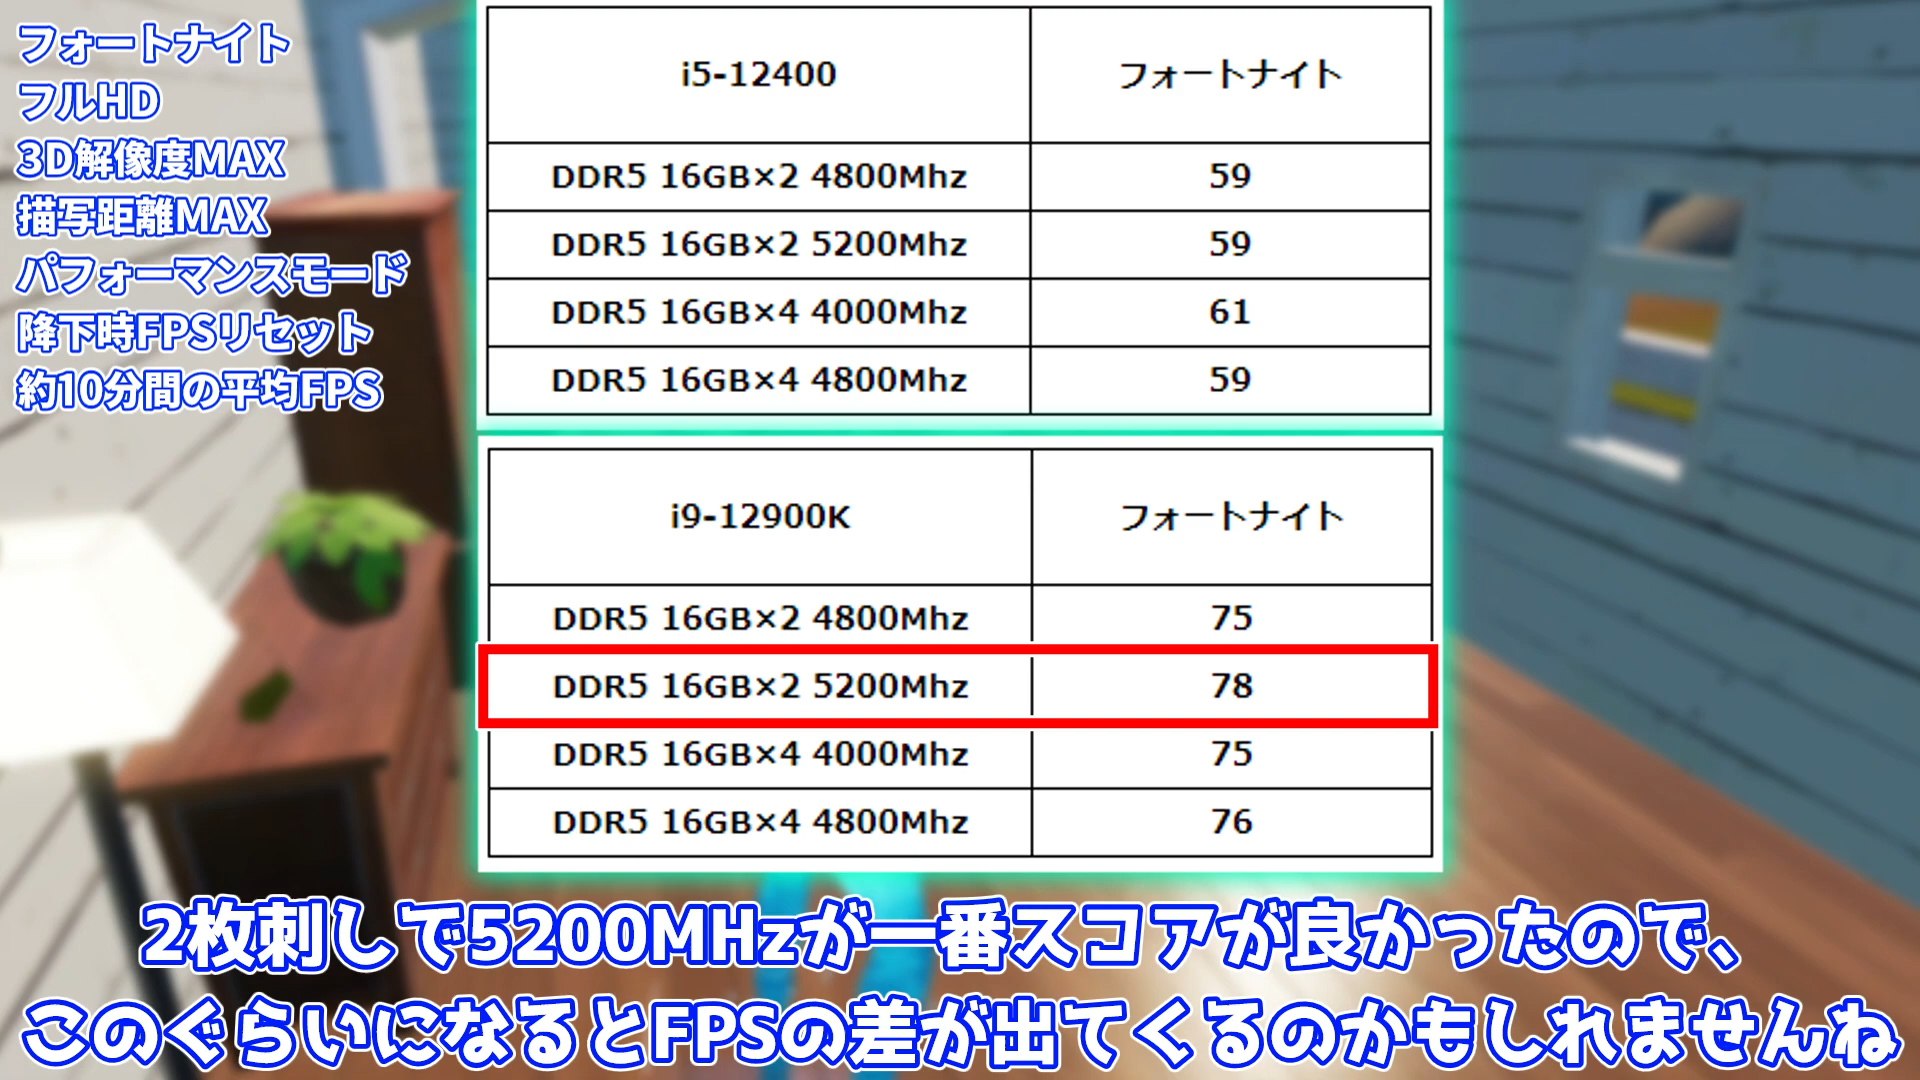 フォートナイト
フルHD
3D解像度MAX
描写距離MAX
パフォーマンスモード
降下時FPSリセット
約10分間の平均FPS
i5-12400 フォートナイト
DDR5 16GB×2 4800Mhz 59
DDR5 16GB×2 5200Mhz 59
DDR5 16GB×4 4000Mhz 61
DDR5 16GB×4 4800Mhz 59
i9-12900K フォートナイト
DDR5 16GB×2 4800Mhz 75
DDR5 16GB×2 5200Mhz 78
DDR5 16GB×4 4000Mhz 75
DDR5 16GB×4 4800Mhz 76
2枚刺しで5200MHzが一番スコアが良かったので、
このぐらいになるとFPSの差が出てくるのかもしれませんね